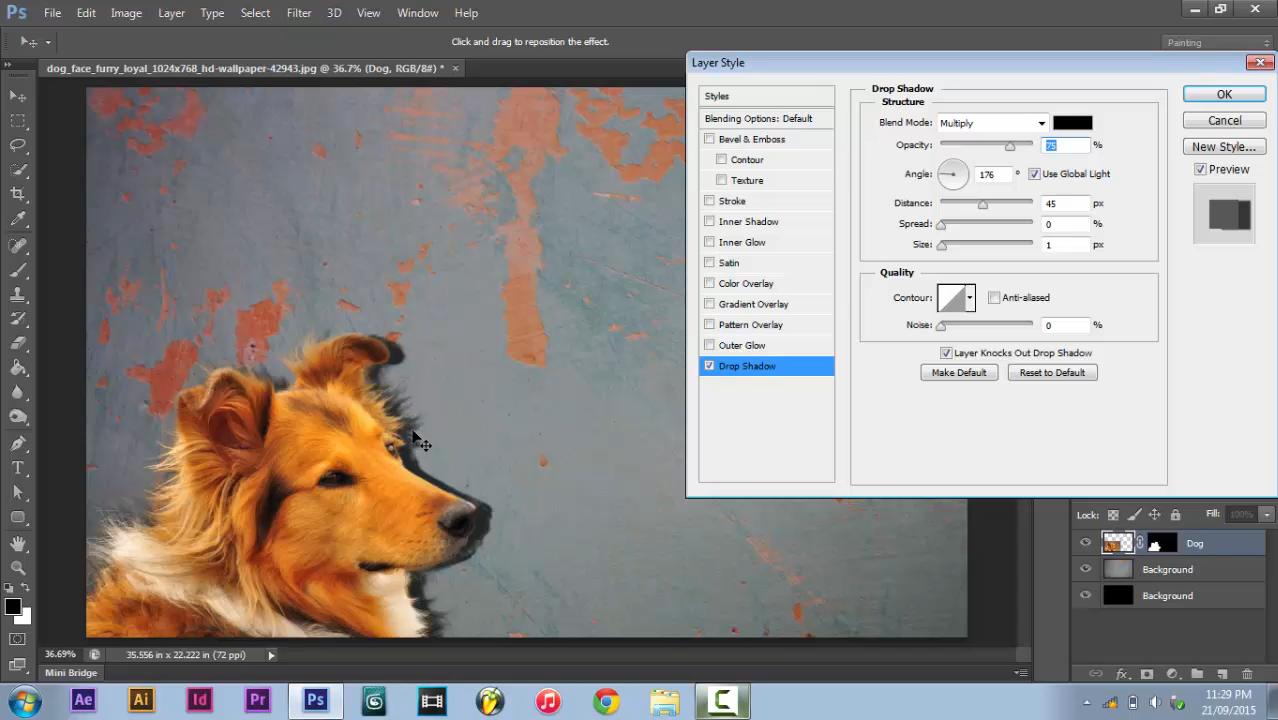 Ps File Edit Image Layer Type Select Filter 3D View Window Help
Click and drag to reposition the effect.
Painting
dog_face_furry_loyal_1024x768_hd-wallpaper-42943.jpg @ 36.7% (Dog, RGB/8#) *
Layer Style
Styles
Blending Options: Default
Bevel & Emboss
Contour
Texture
Stroke
Inner Shadow
Inner Glow
Satin
Color Overlay
Gradient Overlay
Pattern Overlay
Outer Glow
Drop Shadow
Drop Shadow
Structure
Blend Mode: Multiply
Opacity: 75 %
Angle: 176 ° Use Global Light
Distance: 45 px
Spread: 0 %
Size: 1 px
Quality
Contour: Anti-aliased
Noise: 0 %
Layer Knocks Out Drop Shadow
Make Default Reset to Default
OK
Cancel
New Style...
Preview
Lock: Fill: 100%
Dog
Background
Background
36.69% 35.556 in x 22.222 in (72 ppi)
Mini Bridge
Ae Ai Id Pr Ps
11:29 PM
21/09/2015